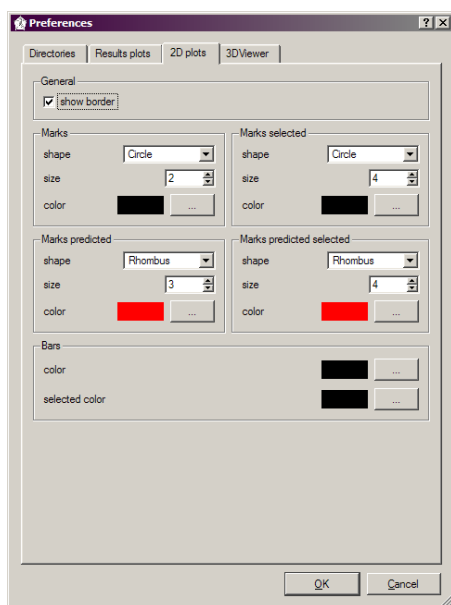 Preferences
Directories Results plots 2D plots 3DViewer
General
show border
Marks
shape Circle
size 2
color ...
Marks selected
shape Circle
size 4
color ...
Marks predicted
shape Rhombus
size 3
color ...
Marks predicted selected
shape Rhombus
size 4
color ...
Bars
color ...
selected color ...
OK Cancel